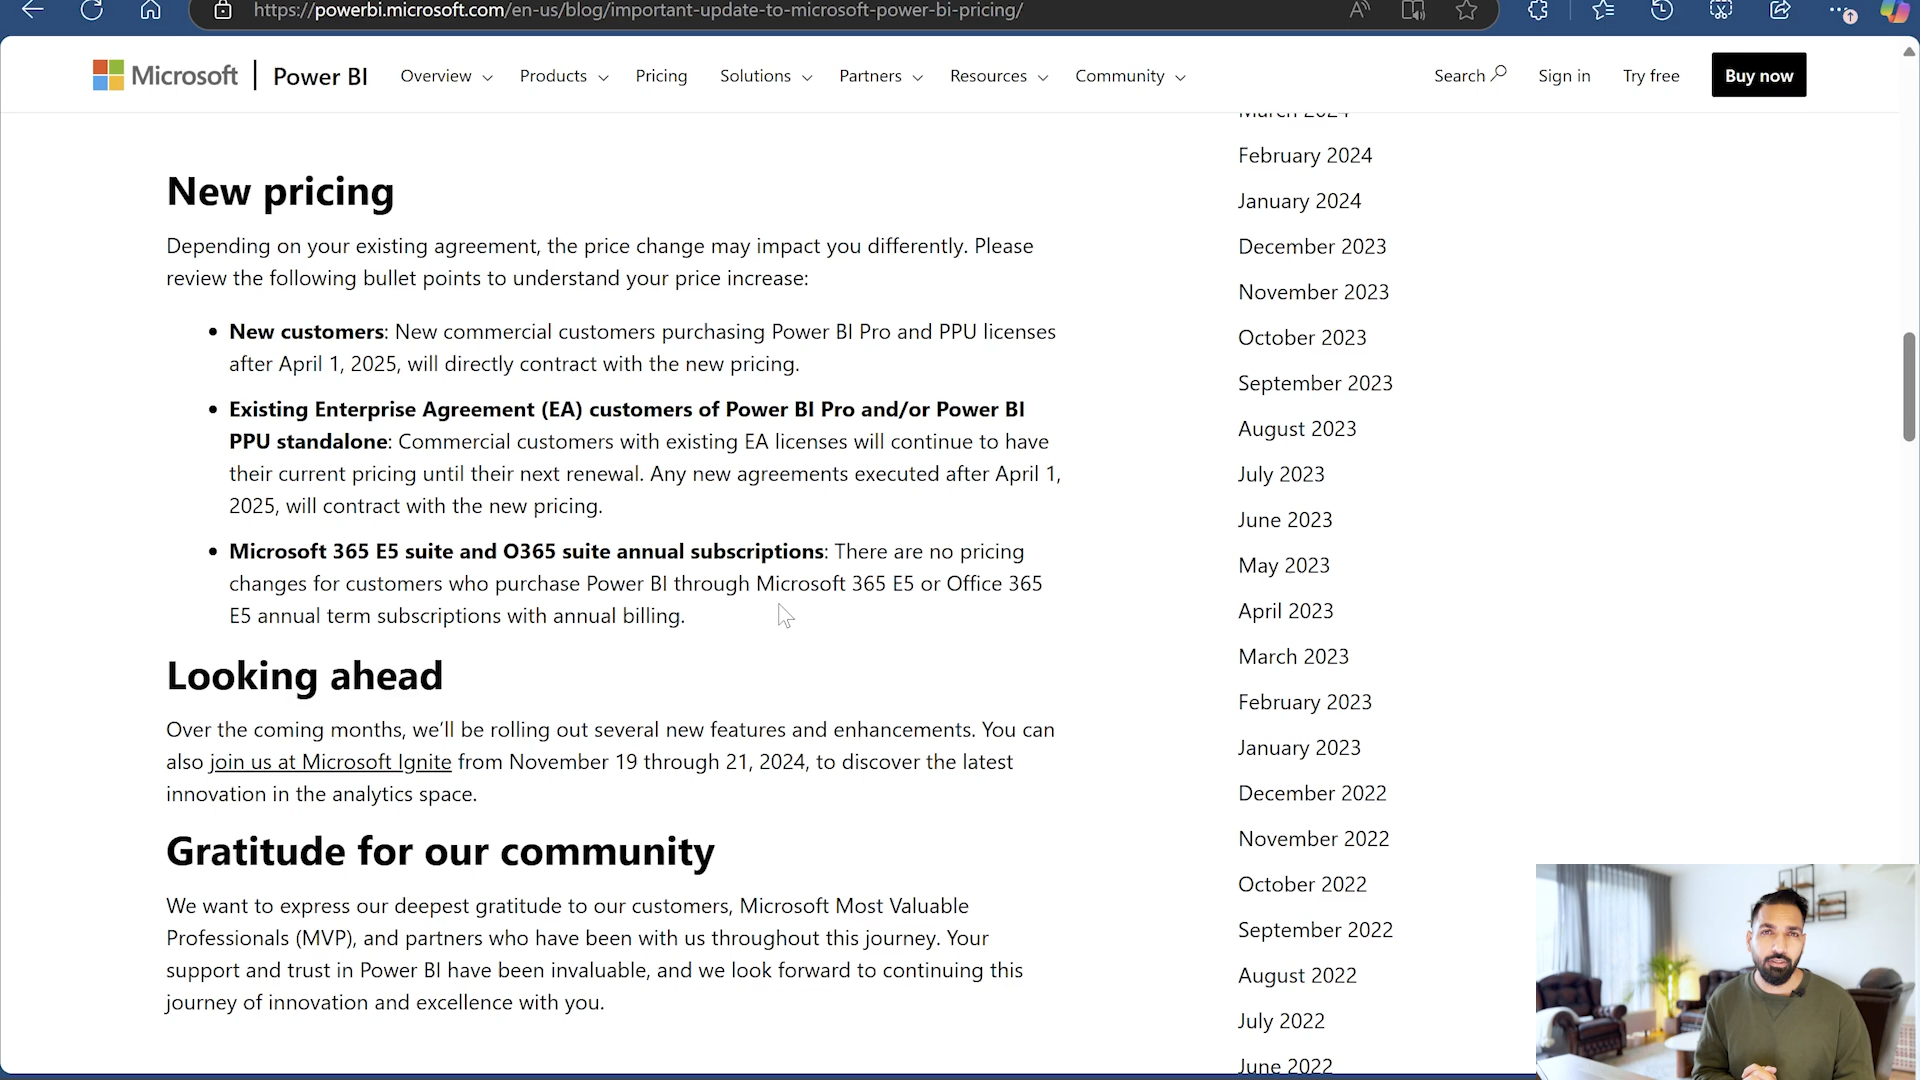 https://powerbi.microsoft.com/en-us/blog/important-update-to-microsoft-power-bi-pricing/
Microsoft | Power BI Overview Products Pricing Solutions Partners Resources Community Search Sign in Try free Buy now
New pricing
Depending on your existing agreement, the price change may impact you differently. Please
review the following bullet points to understand your price increase:
• New customers: New commercial customers purchasing Power BI Pro and PPU licenses
after April 1, 2025, will directly contract with the new pricing.
• Existing Enterprise Agreement (EA) customers of Power BI Pro and/or Power BI
PPU standalone: Commercial customers with existing EA licenses will continue to have
their current pricing until their next renewal. Any new agreements executed after April 1,
2025, will contract with the new pricing.
• Microsoft 365 E5 suite and O365 suite annual subscriptions: There are no pricing
changes for customers who purchase Power BI through Microsoft 365 E5 or Office 365
E5 annual term subscriptions with annual billing.
Looking ahead
Over the coming months, we'll be rolling out several new features and enhancements. You can
also join us at Microsoft Ignite from November 19 through 21, 2024, to discover the latest
innovation in the analytics space.
Gratitude for our community
We want to express our deepest gratitude to our customers, Microsoft Most Valuable
Professionals (MVP), and partners who have been with us throughout this journey. Your
support and trust in Power BI have been invaluable, and we look forward to continuing this
journey of innovation and excellence with you.
March 2024
February 2024
January 2024
December 2023
November 2023
October 2023
September 2023
August 2023
July 2023
June 2023
May 2023
April 2023
March 2023
February 2023
January 2023
December 2022
November 2022
October 2022
September 2022
August 2022
July 2022
June 2022